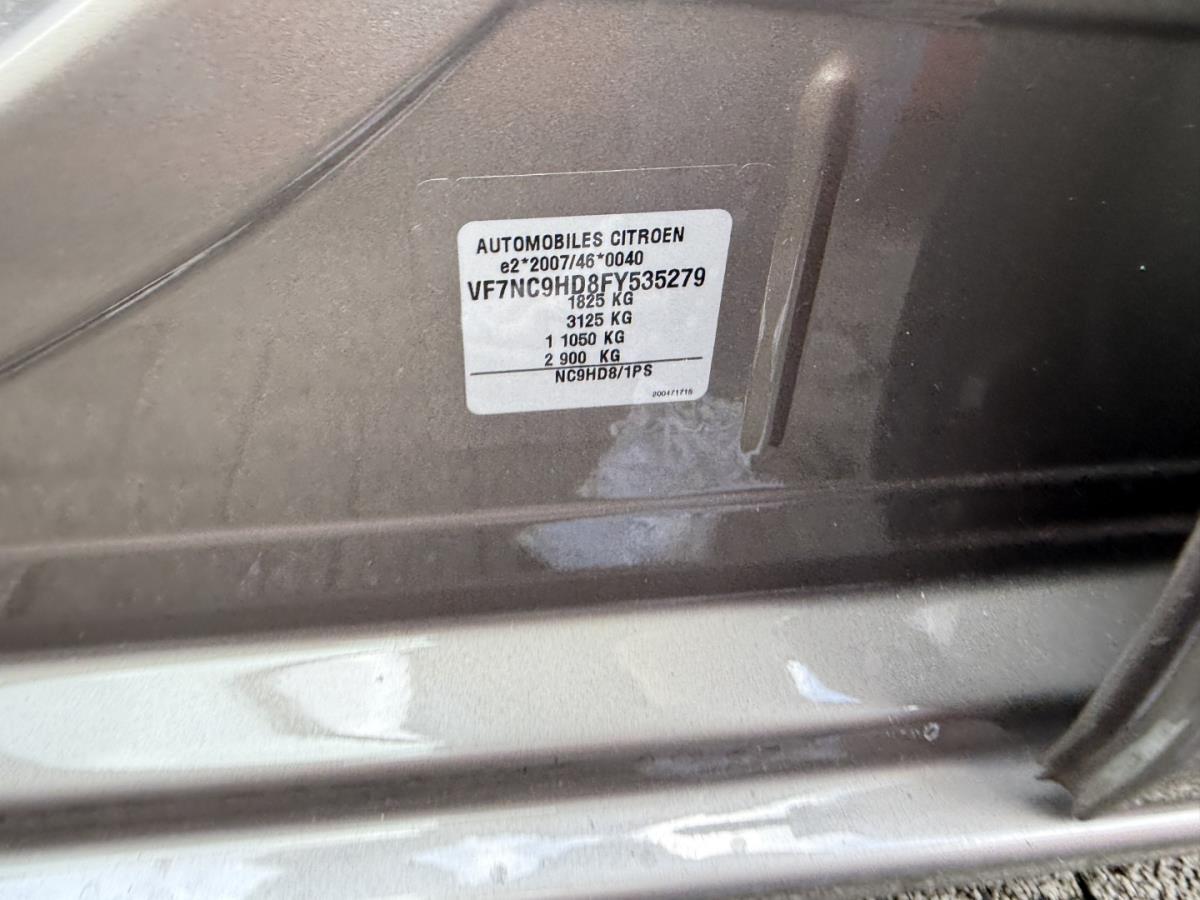 AUTOMOBILES CITROEN
e2*2007/46*0040
VF7NC9HD8FY535279
1825 KG
3125 KG
1 1050 KG
2 900 KG
NC9HD8/1PS
200471715